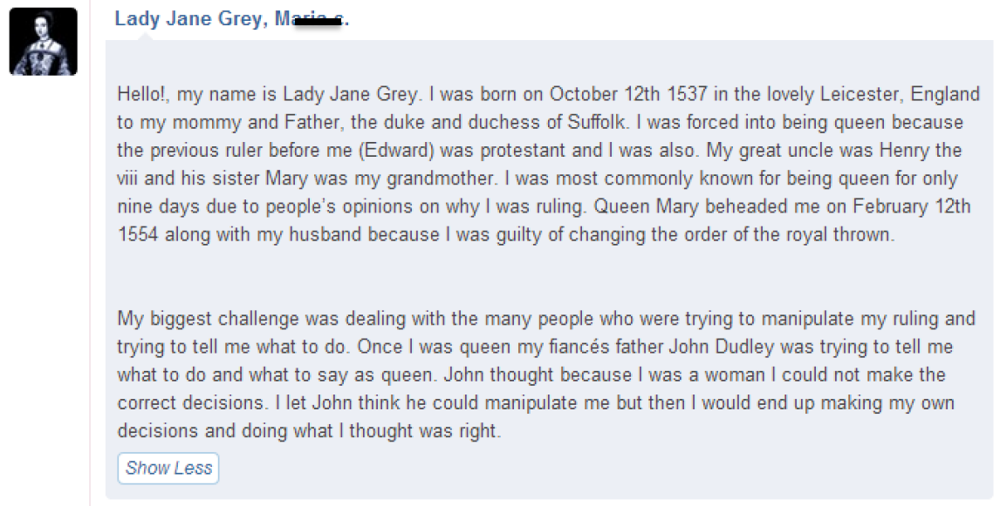 Lady Jane Grey,
Hello!, my name is Lady Jane Grey. I was born on October 12th 1537 in the lovely Leicester, England
to my mommy and Father, the duke and duchess of Suffolk. I was forced into being queen because
the previous ruler before me (Edward) was protestant and I was also. My great uncle was Henry the
viii and his sister Mary was my grandmother. I was most commonly known for being queen for only
nine days due to people’s opinions on why I was ruling. Queen Mary beheaded me on February 12th
1554 along with my husband because I was guilty of changing the order of the royal thrown.
My biggest challenge was dealing with the many people who were trying to manipulate my ruling and
trying to tell me what to do. Once I was queen my fiancés father John Dudley was trying to tell me
what to do and what to say as queen. John thought because I was a woman I could not make the
correct decisions. I let John think he could manipulate me but then I would end up making my own
decisions and doing what I thought was right.
Show Less